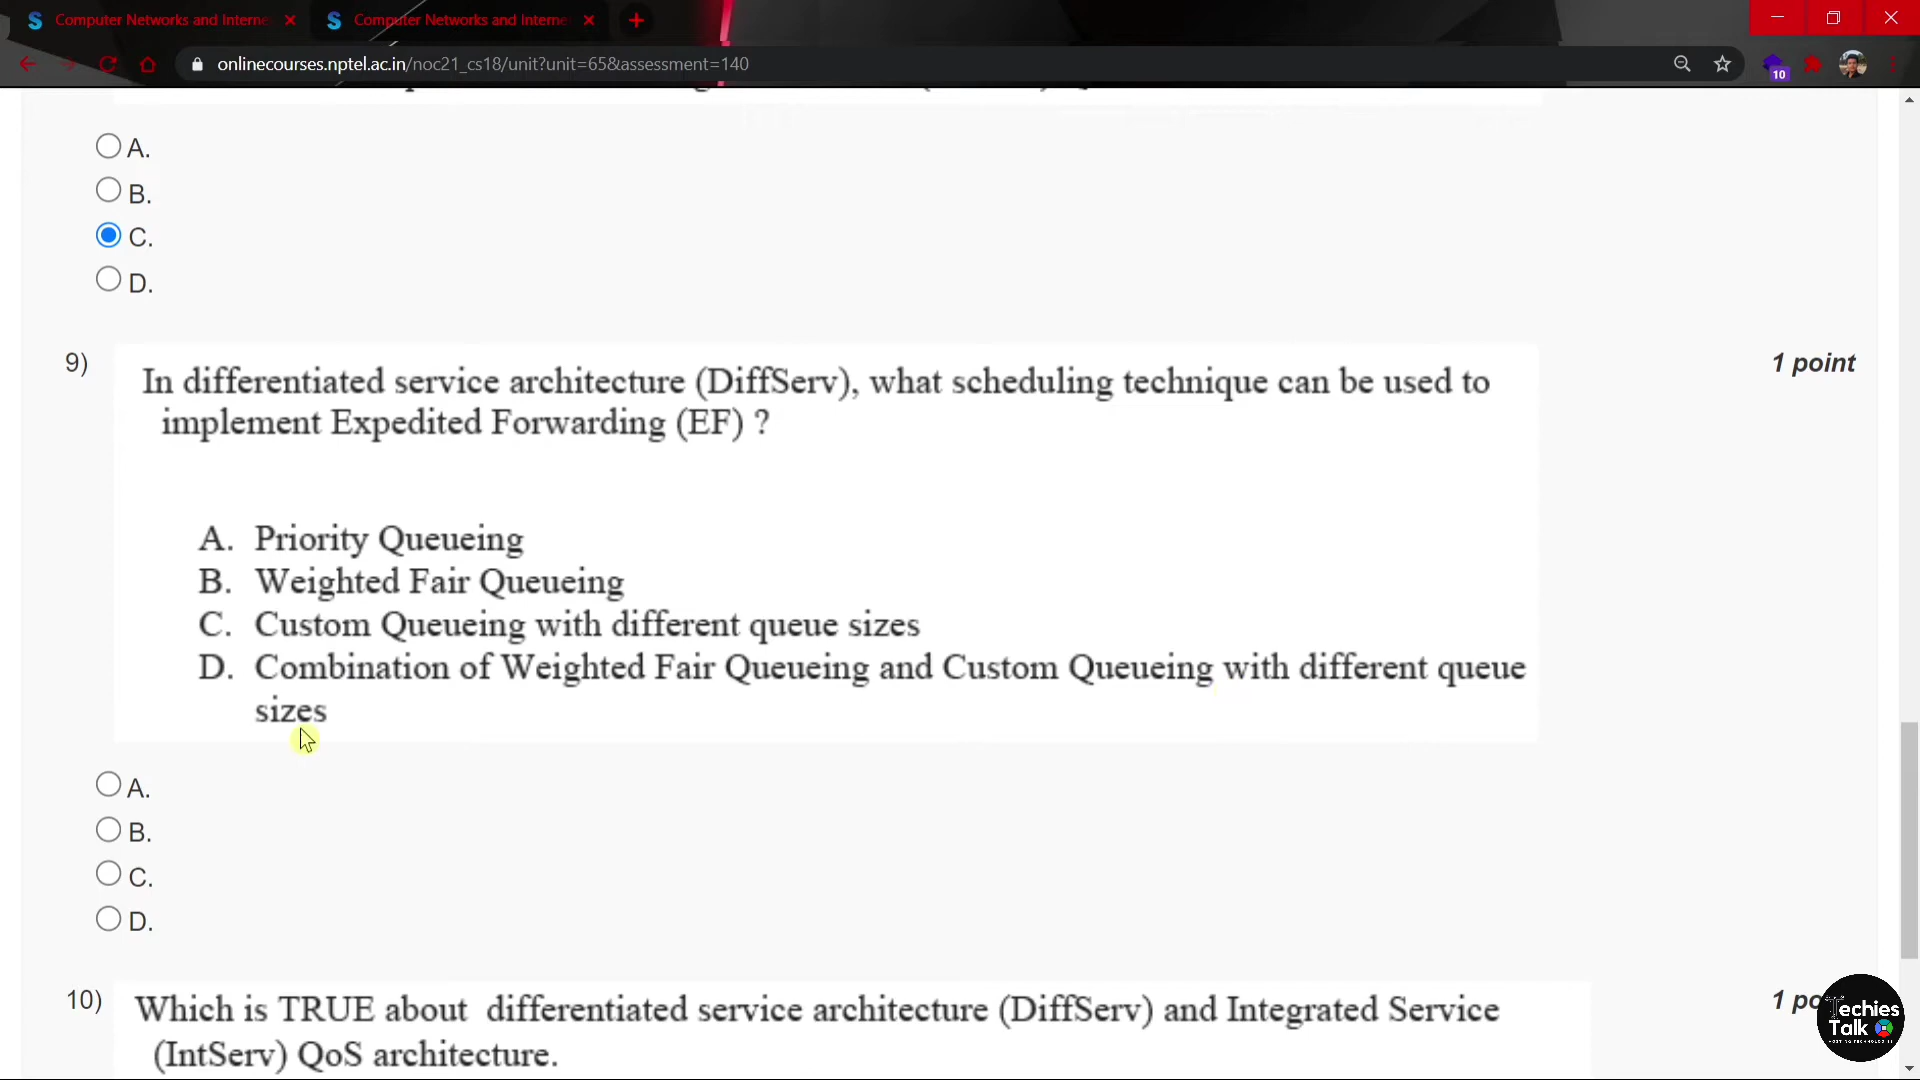 Computer Networks and Interne
Computer Networks and Interne
onlinecourses.nptel.ac.in/noc21_cs18/unit?unit=65&assessment=140
10
A.
B.
C.
D.
9)
1 point
In differentiated service architecture (DiffServ), what scheduling technique can be used to
implement Expedited Forwarding (EF) ?
A. Priority Queueing
B. Weighted Fair Queueing
C. Custom Queueing with different queue sizes
D. Combination of Weighted Fair Queueing and Custom Queueing with different queue
sizes
A.
B.
C.
D.
10)
1 po
Which is TRUE about differentiated service architecture (DiffServ) and Integrated Service
(IntServ) QoS architecture.
Techies
Talk